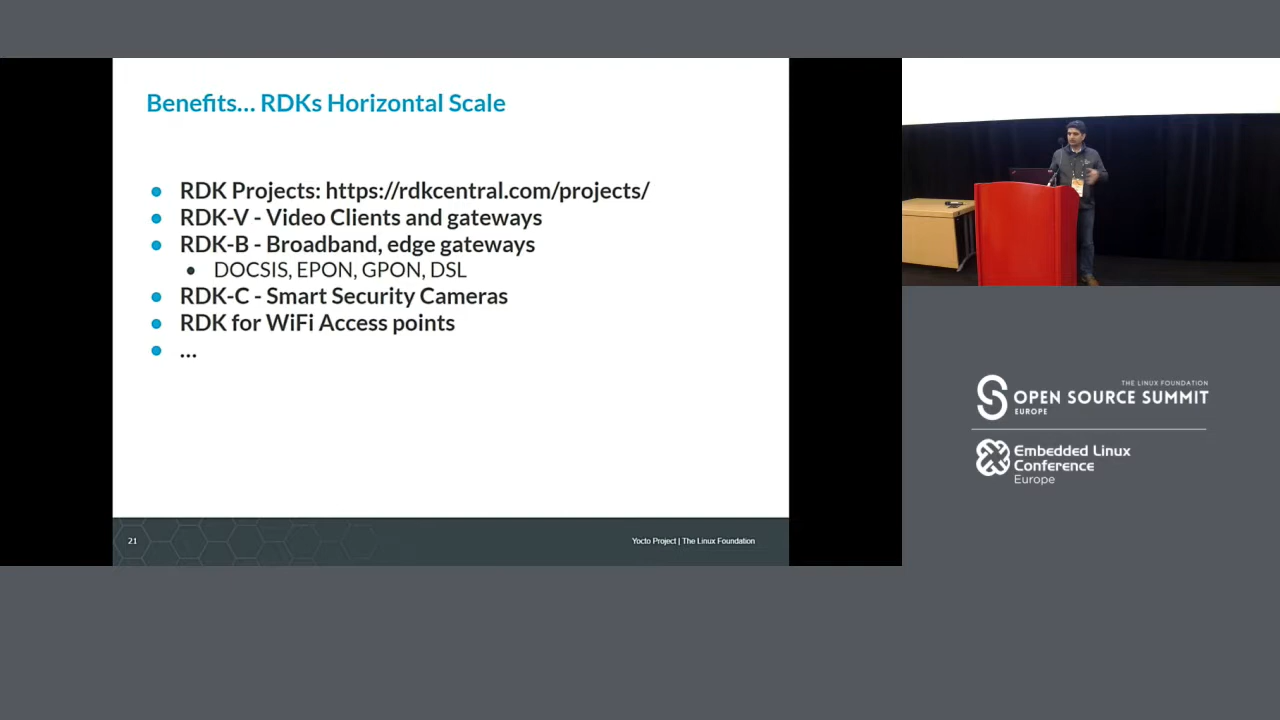 Benefits... RDKs Horizontal Scale
RDK Projects: https://rdkcentral.com/projects/
RDK-V - Video Clients and gateways
RDK-B - Broadband, edge gateways
DOCSIS, EPON, GPON, DSL
RDK-C - Smart Security Cameras
RDK for WiFi Access points
...
21
Yocto Project | The Linux Foundation
THE LINUX FOUNDATION
OPEN SOURCE SUMMIT
EUROPE
Embedded Linux
Conference
Europe